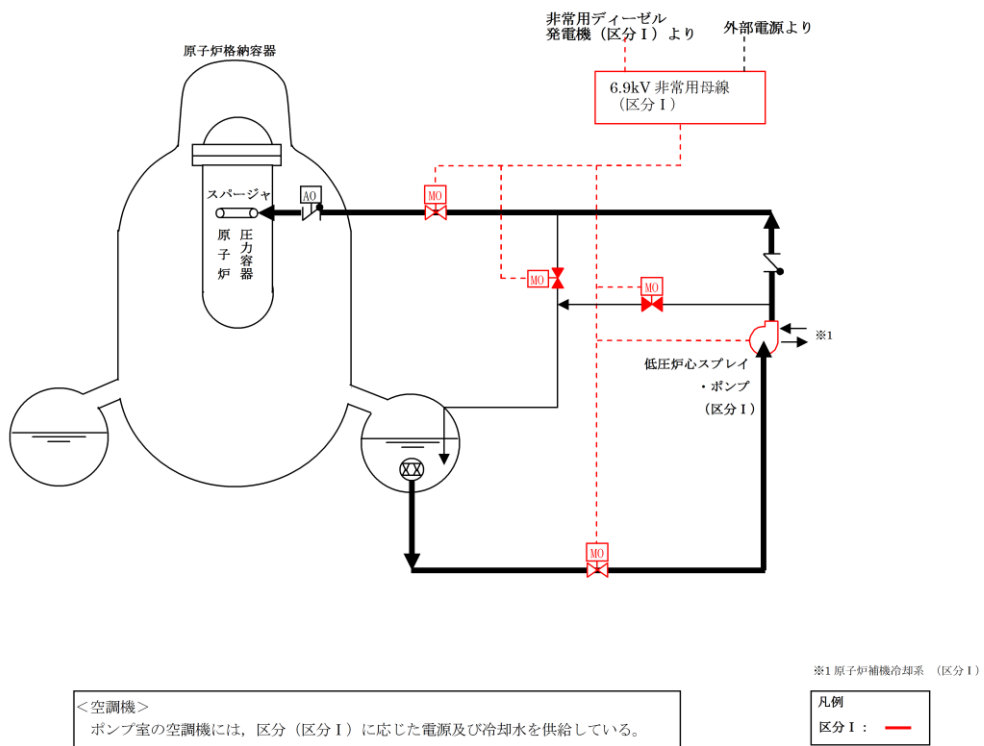 非常用ディーゼル
発電機（区分Ⅰ）より
外部電源より
原子炉格納容器
6.9kV 非常用母線
（区分Ⅰ）
スパージャ
AO
MO
原子炉
圧力容器
MO
MO
※1
低圧炉心スプレイ
・ポンプ
（区分Ⅰ）
MO
※1 原子炉補機冷却系 （区分Ⅰ）
＜空調機＞
ポンプ室の空調機には，区分（区分Ⅰ）に応じた電源及び冷却水を供給している。
凡例
区分Ⅰ：